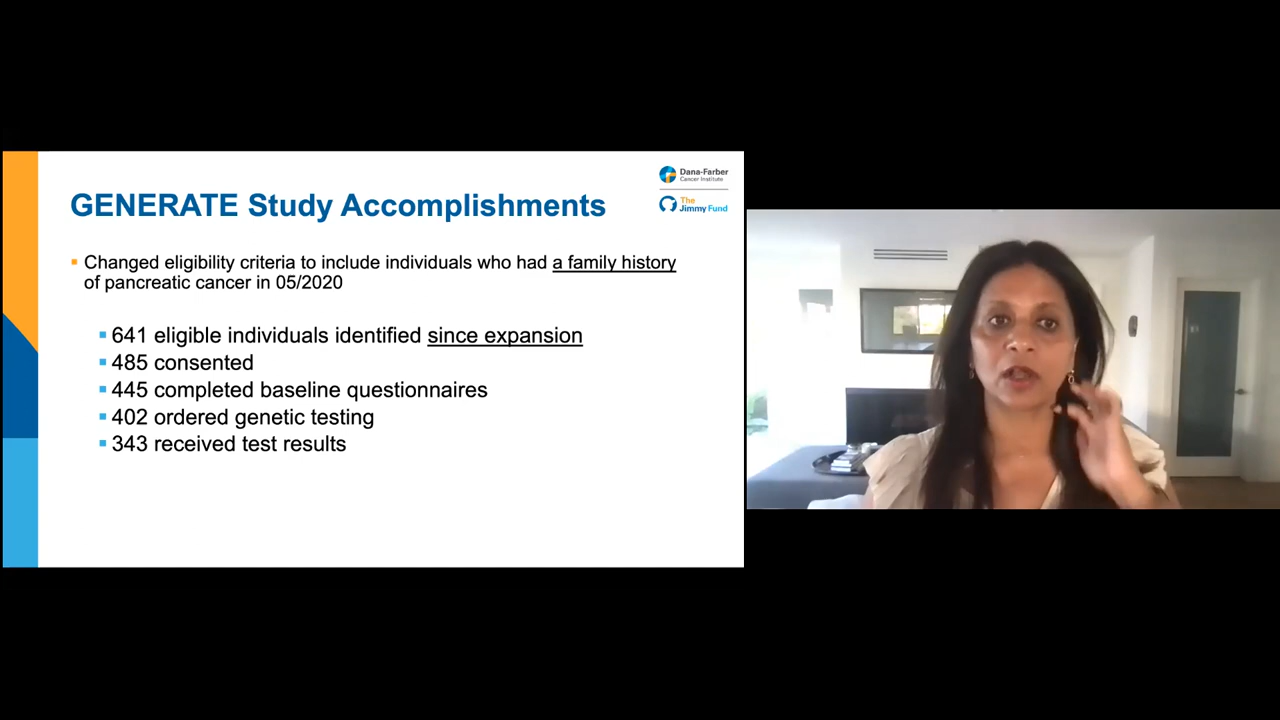 Dana-Farber
Cancer Institute
The
Jimmy Fund
GENERATE Study Accomplishments
Changed eligibility criteria to include individuals who had a family history
of pancreatic cancer in 05/2020
641 eligible individuals identified since expansion
485 consented
445 completed baseline questionnaires
402 ordered genetic testing
343 received test results